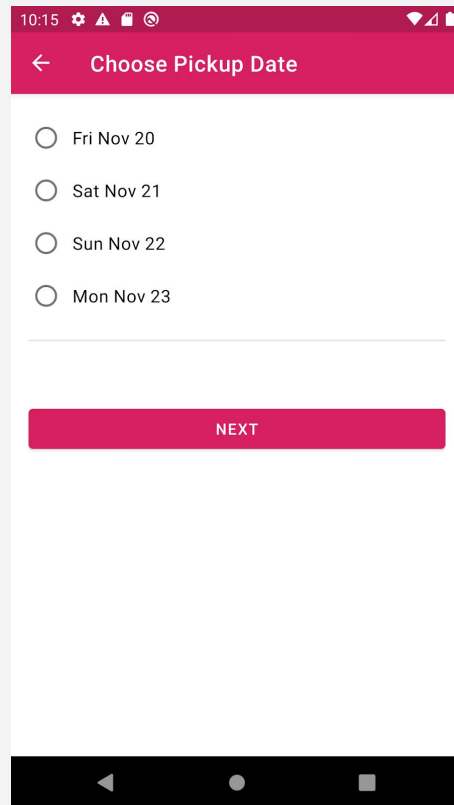 10:15
Choose Pickup Date
Fri Nov 20
Sat Nov 21
Sun Nov 22
Mon Nov 23
NEXT